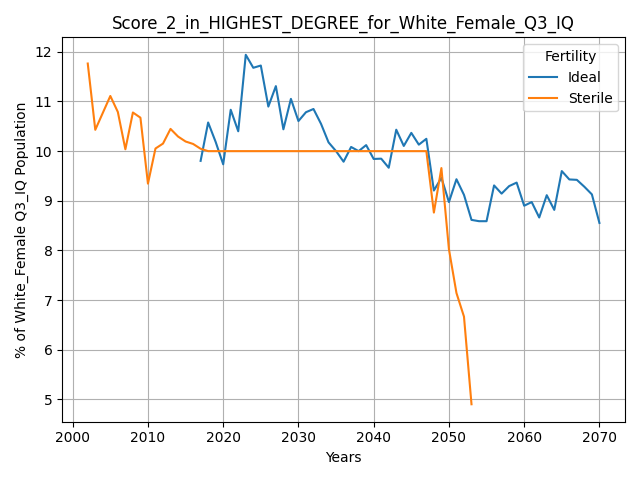 Score_2_in_HIGHEST_DEGREE_for_White_Female_Q3_IQ
% of White_Female Q3_IQ Population
12
11
10
9
8
7
6
5
Fertility
Ideal
Sterile
2000 2010 2020 2030 2040 2050 2060 2070
Years